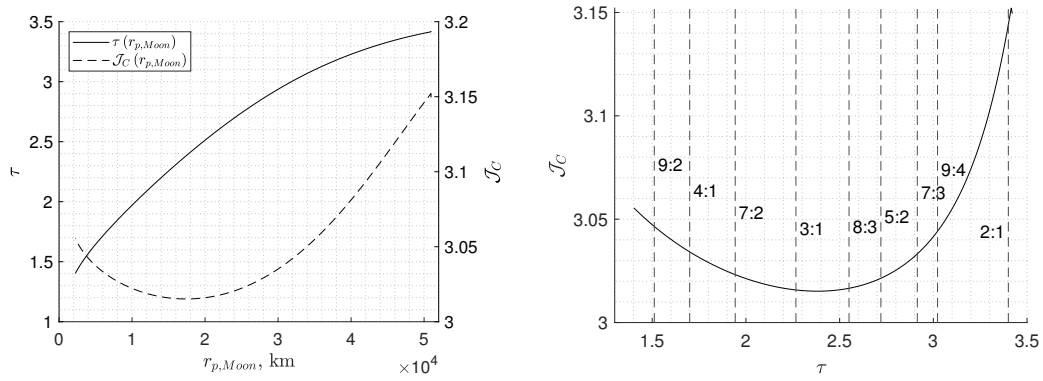 3.5
3
2.5
2
1.5
1
τ
τ (r_{p,Moon})
𝒥_C (r_{p,Moon})
3.2
3.15
3.1
3.05
3
𝒥_C
0 1 2 3 4 5
×10^4
r_{p,Moon}, km
3.15
3.1
3.05
3
𝒥_C
9:2
4:1
7:2
3:1
8:3
5:2
7:3
9:4
2:1
1.5 2 2.5 3 3.5
τ